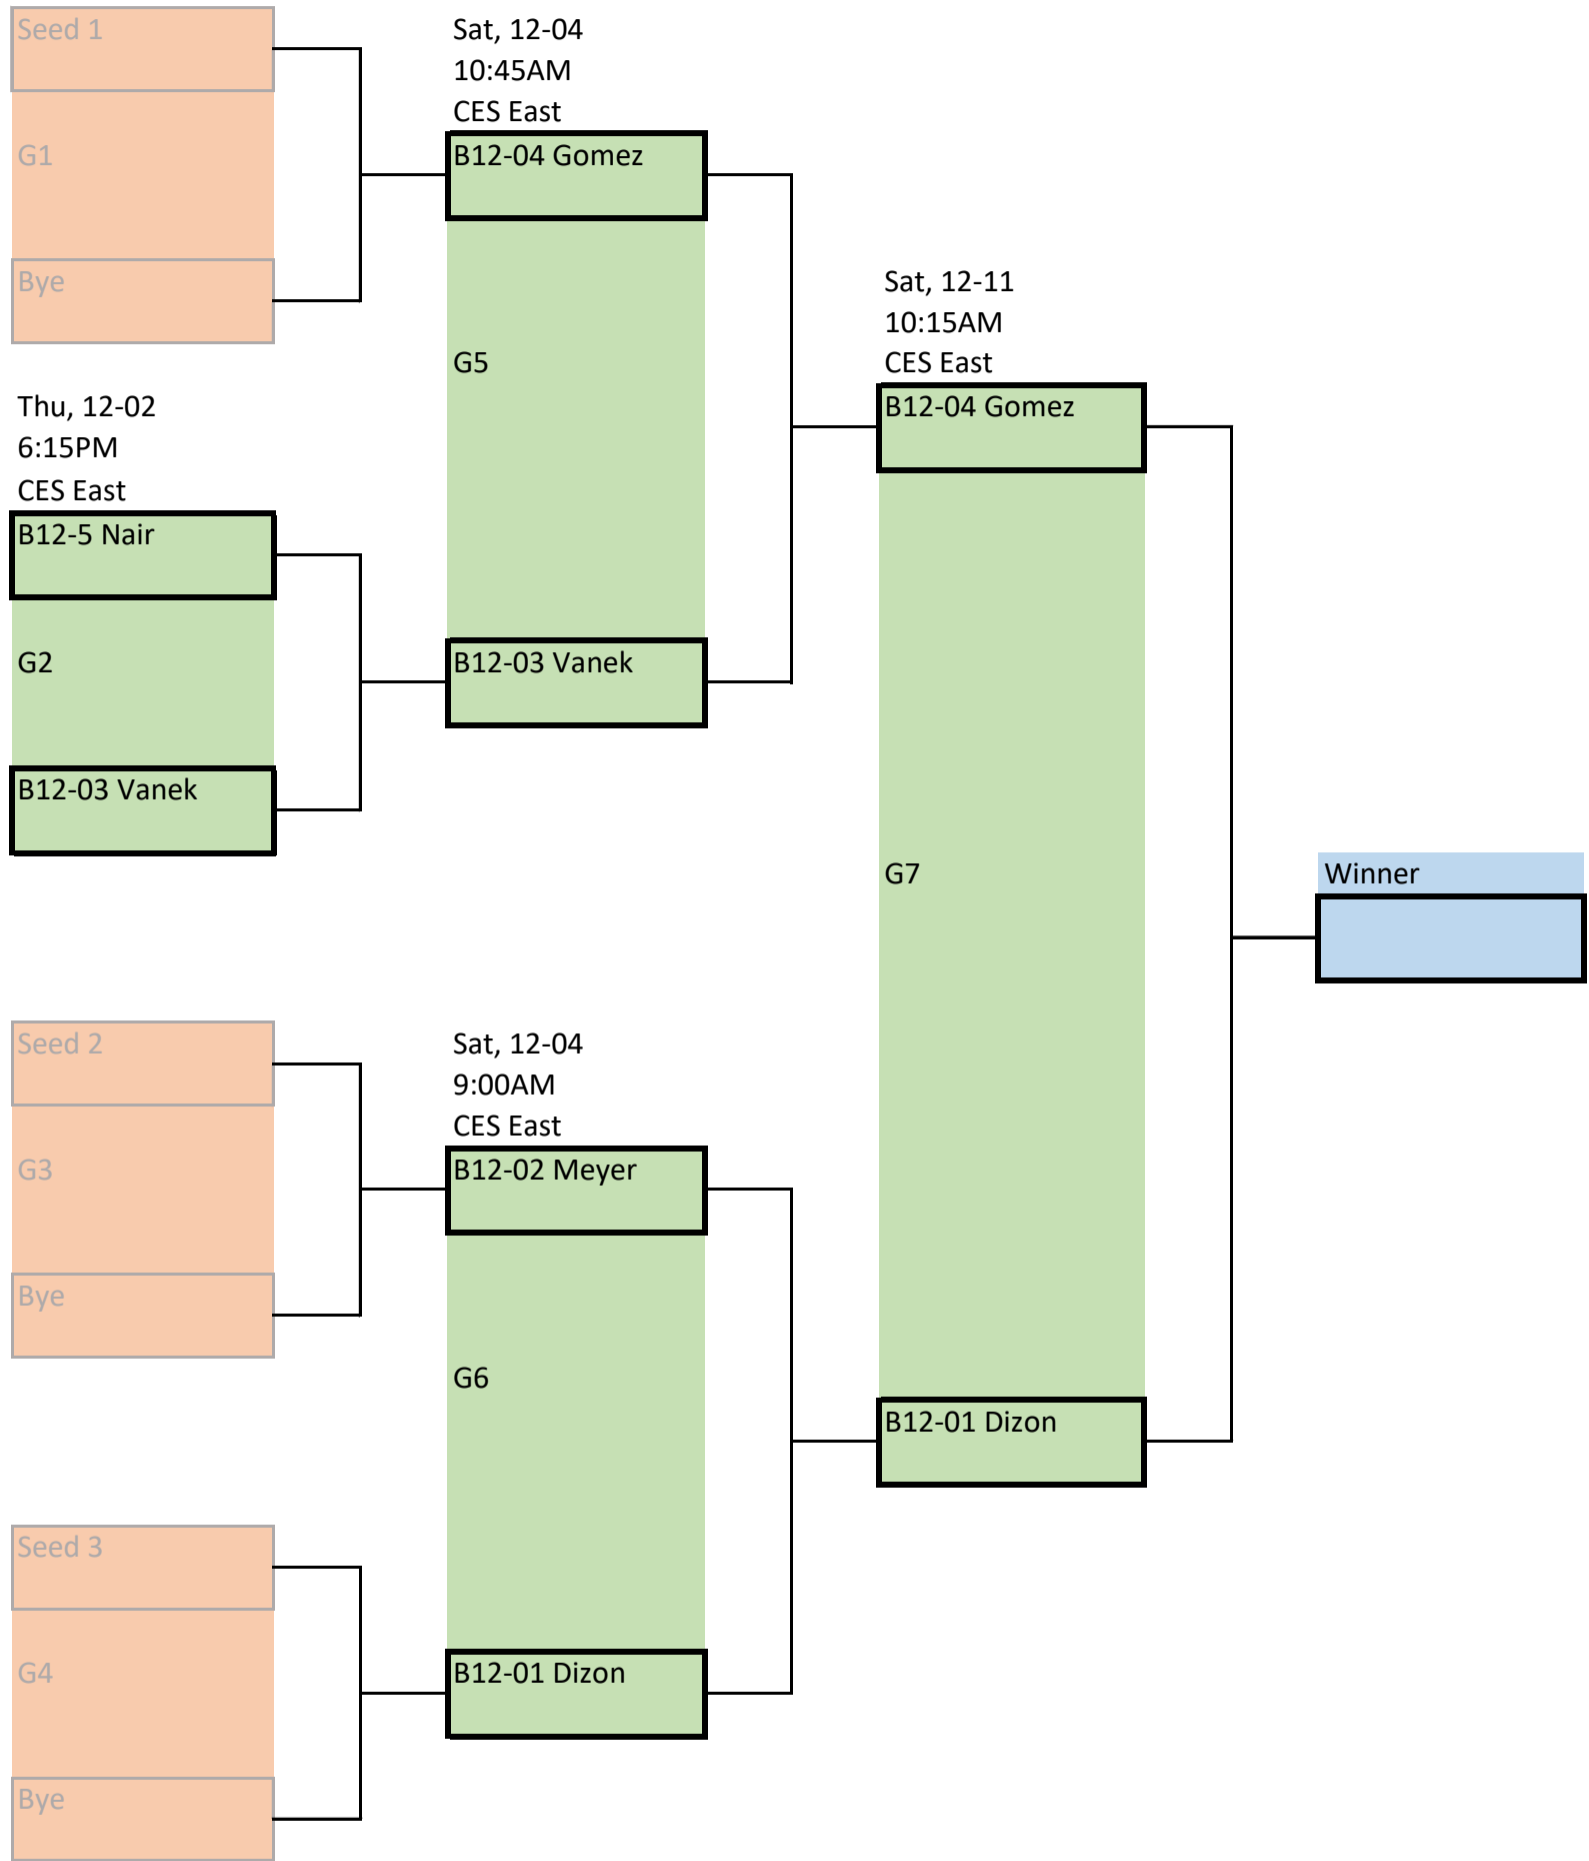 Seed 1
G1
Bye
Thu, 12-02
6:15PM
CES East
B12-5 Nair
G2
B12-03 Vanek
Seed 2
G3
Bye
Seed 3
G4
Bye
Sat, 12-04
10:45AM
CES East
B12-04 Gomez
G5
B12-03 Vanek
Sat, 12-04
9:00AM
CES East
B12-02 Meyer
G6
B12-01 Dizon
Sat, 12-11
10:15AM
CES East
B12-04 Gomez
G7
B12-01 Dizon
Winner